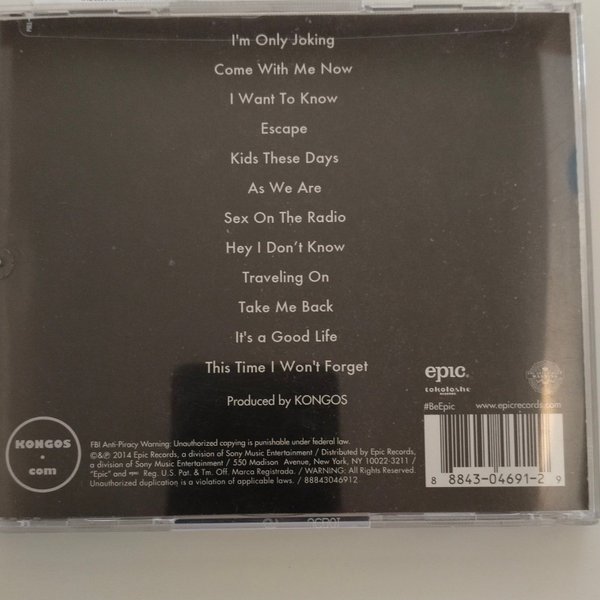 I'm Only Joking
Come With Me Now
I Want To Know
Escape
Kids These Days
As We Are
Sex On The Radio
Hey I Don't Know
Traveling On
Take Me Back
It's a Good Life
This Time I Won't Forget
Produced by KONGOS
epic
tokoloshe
RECORDS
#BeEpic
www.epicrecords.com
KONGOS
.com
FBI Anti-Piracy Warning: Unauthorized copying is punishable under federal law.
©&℗ 2014 Epic Records, a division of Sony Music Entertainment / Distributed by Epic Records,
a division of Sony Music Entertainment / 550 Madison Avenue, New York, NY 10022-3211 /
"Epic" and epic Reg. U.S. Pat. & Tm. Off. Marca Registrada. / WARNING: All Rights Reserved.
Unauthorized duplication is a violation of applicable laws. / 88843046912
8 8843-04691-2 9